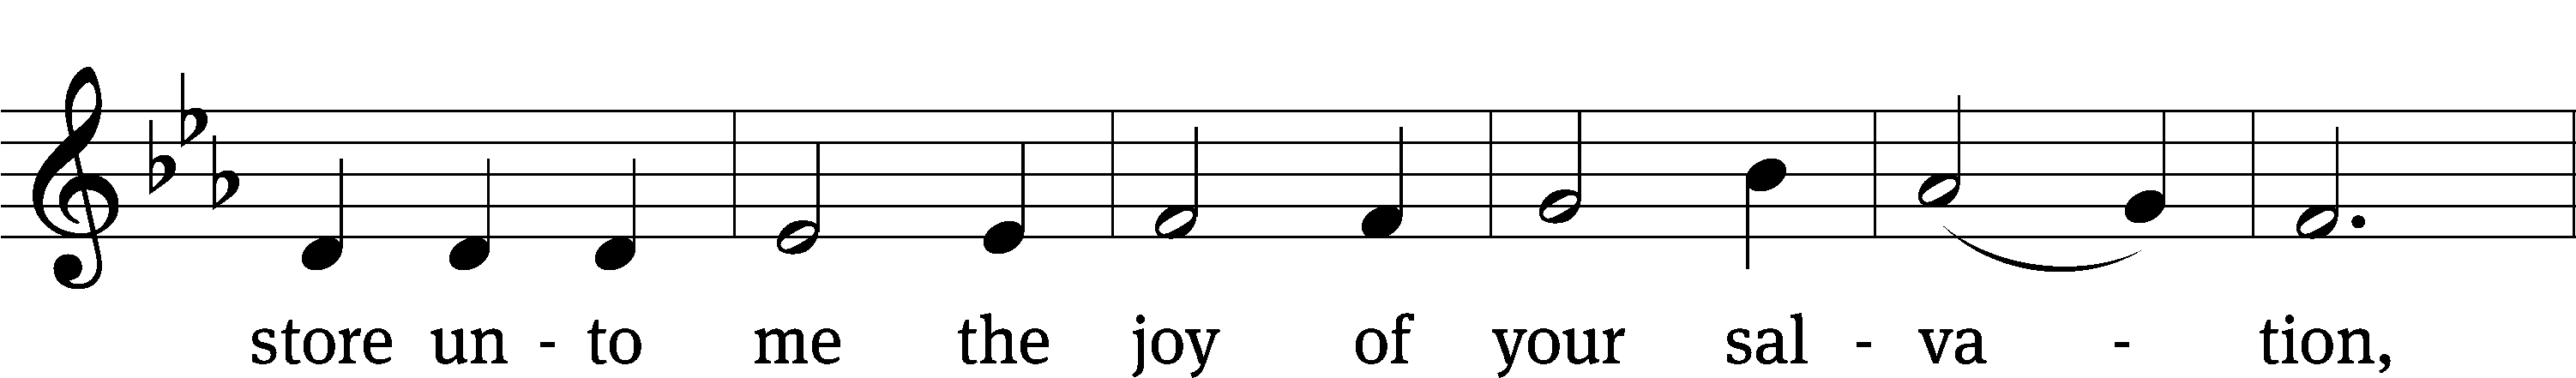 store un - to me the joy of your sal - va - tion,